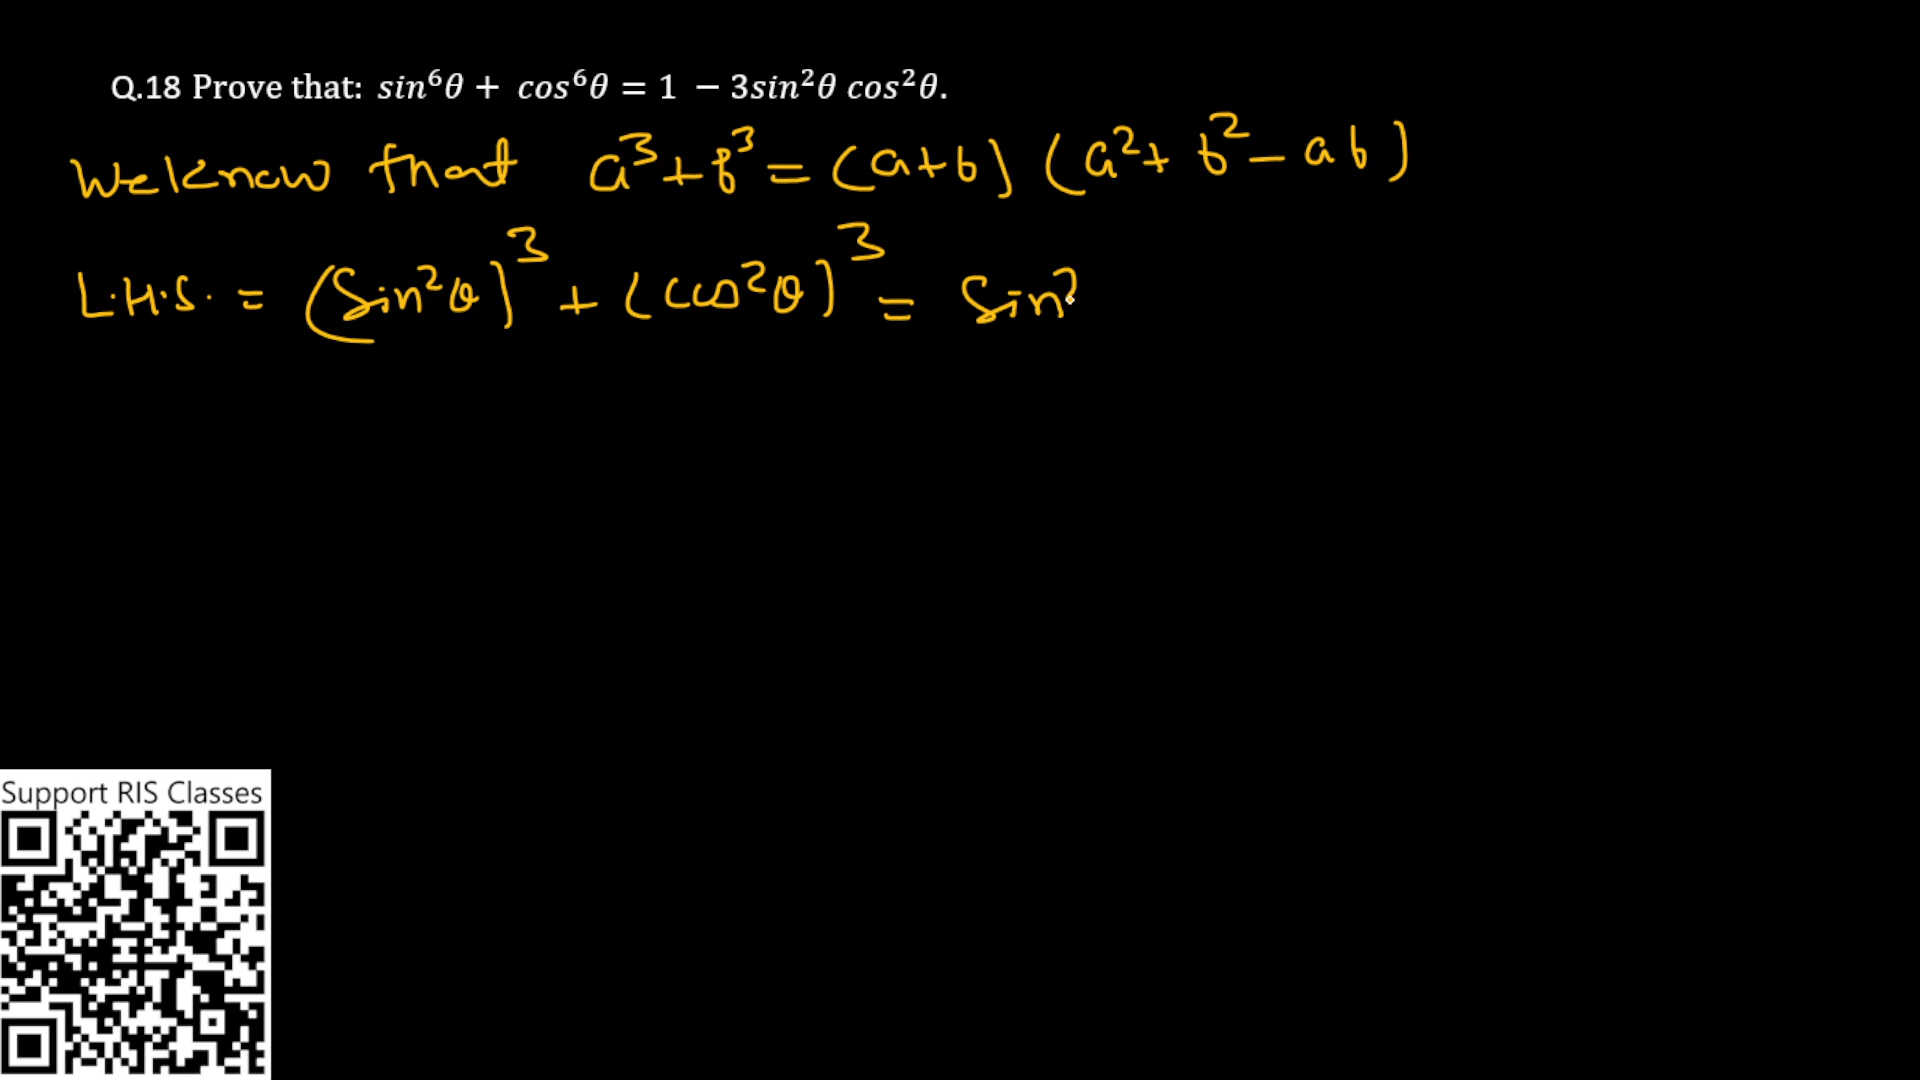 Q.18 Prove that: sin⁶θ + cos⁶θ = 1 − 3sin²θ cos²θ.
We know that a³+b³ = (a+b) (a²+ b²− ab)
L.H.S. = (Sin²θ)³ + (cos²θ)³ = Sin²
Support RIS Classes